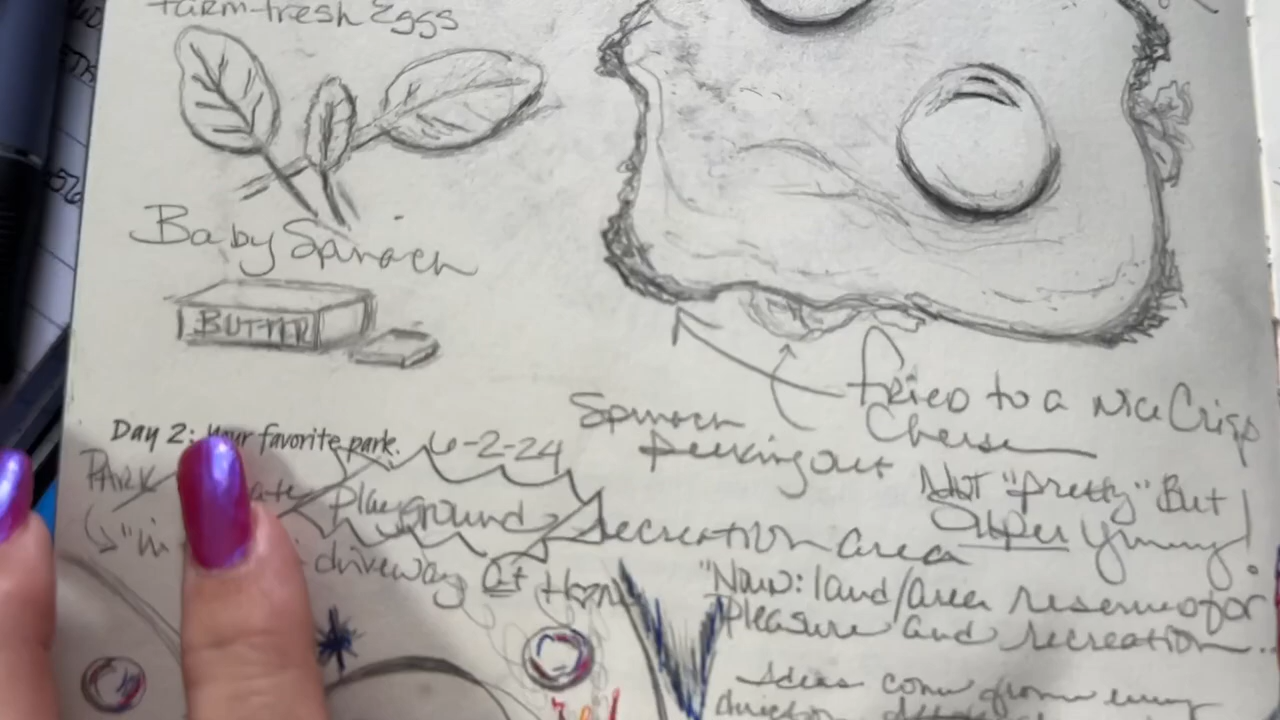 farm-fresh Eggs
Baby Spinach
BUTTER
Fried to a nice Crisp
Cheese
Spinach
peeking out
Not "pretty" But
Super Yummy!
Day 2: Your favorite park. 6-2-24
PARK
Playground Recreation area
"in driveway at Home
"Noun: land/area reserved for
Pleasure and recreation..
Ideas come from every